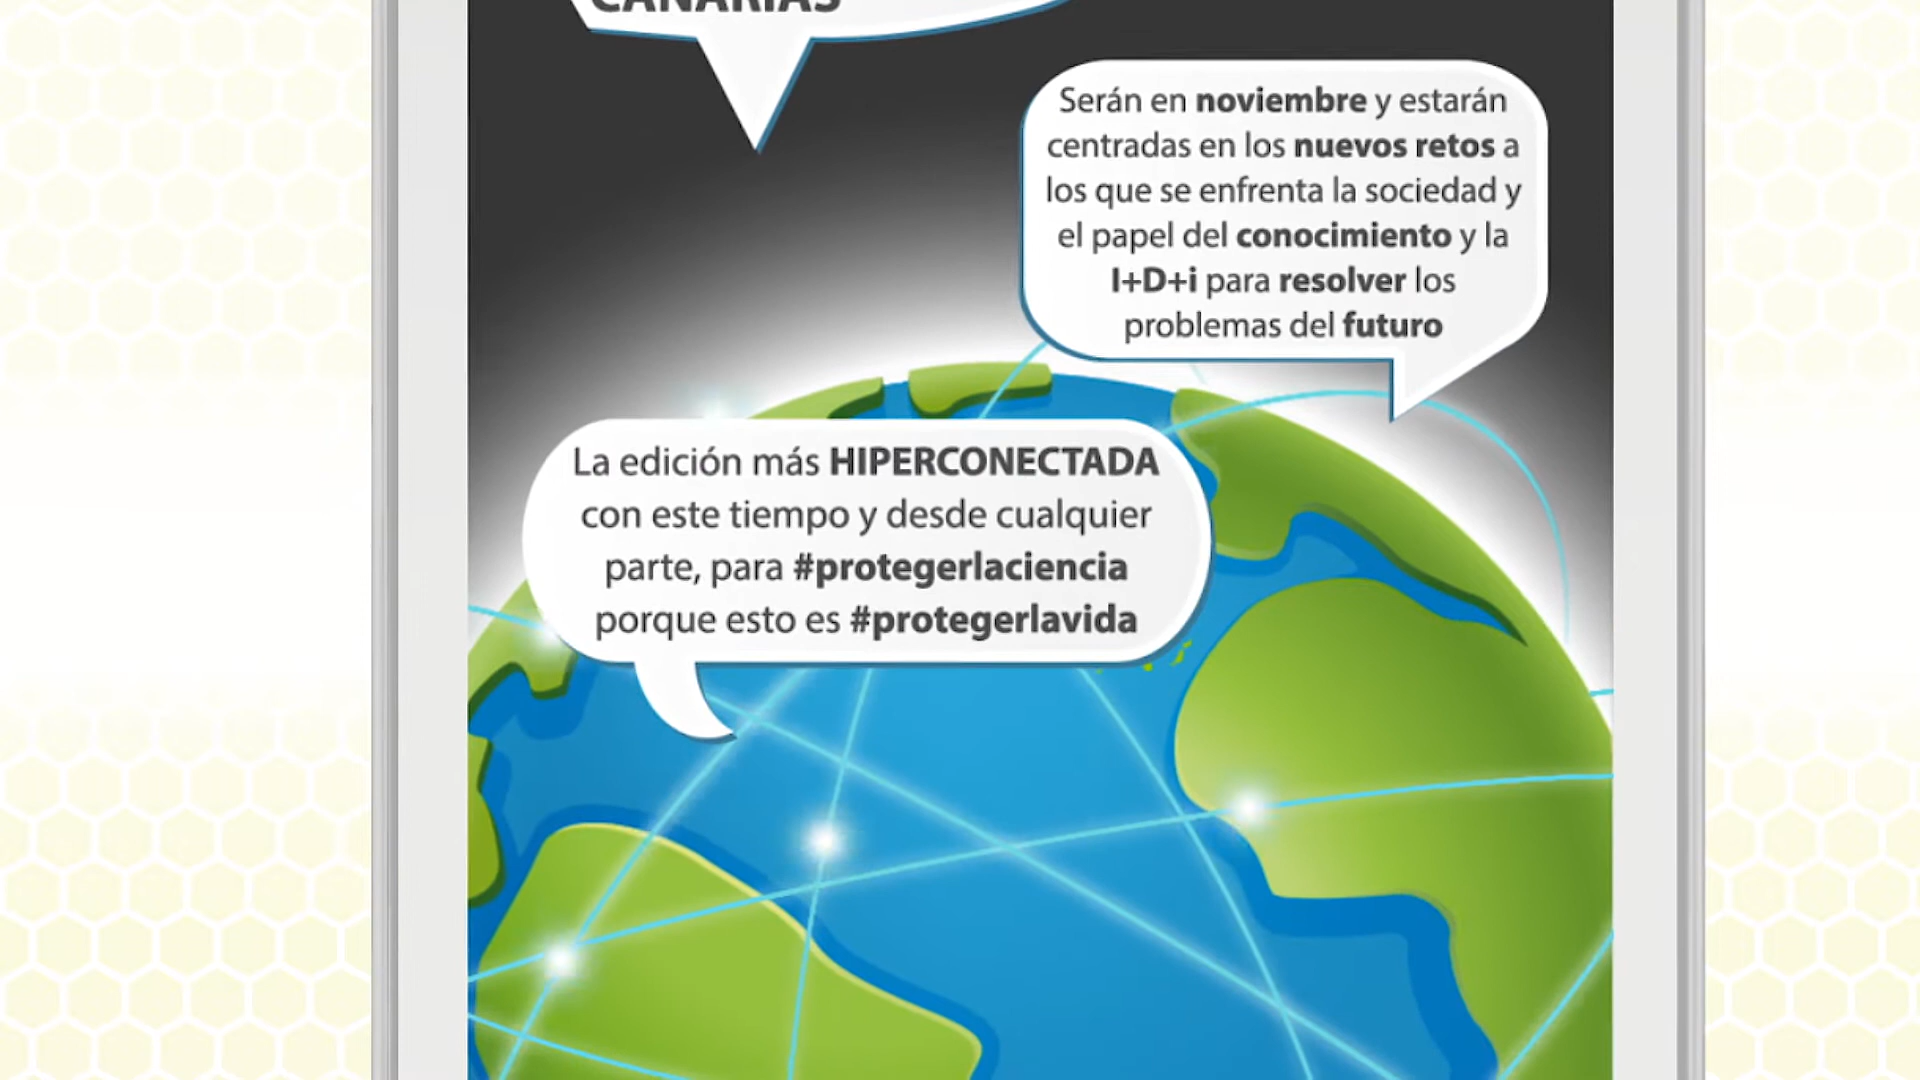 CANARIAS
Serán en noviembre y estarán
centradas en los nuevos retos a
los que se enfrenta la sociedad y
el papel del conocimiento y la
I+D+i para resolver los
problemas del futuro
La edición más HIPERCONECTADA
con este tiempo y desde cualquier
parte, para #protegerlaciencia
porque esto es #protegerlavida